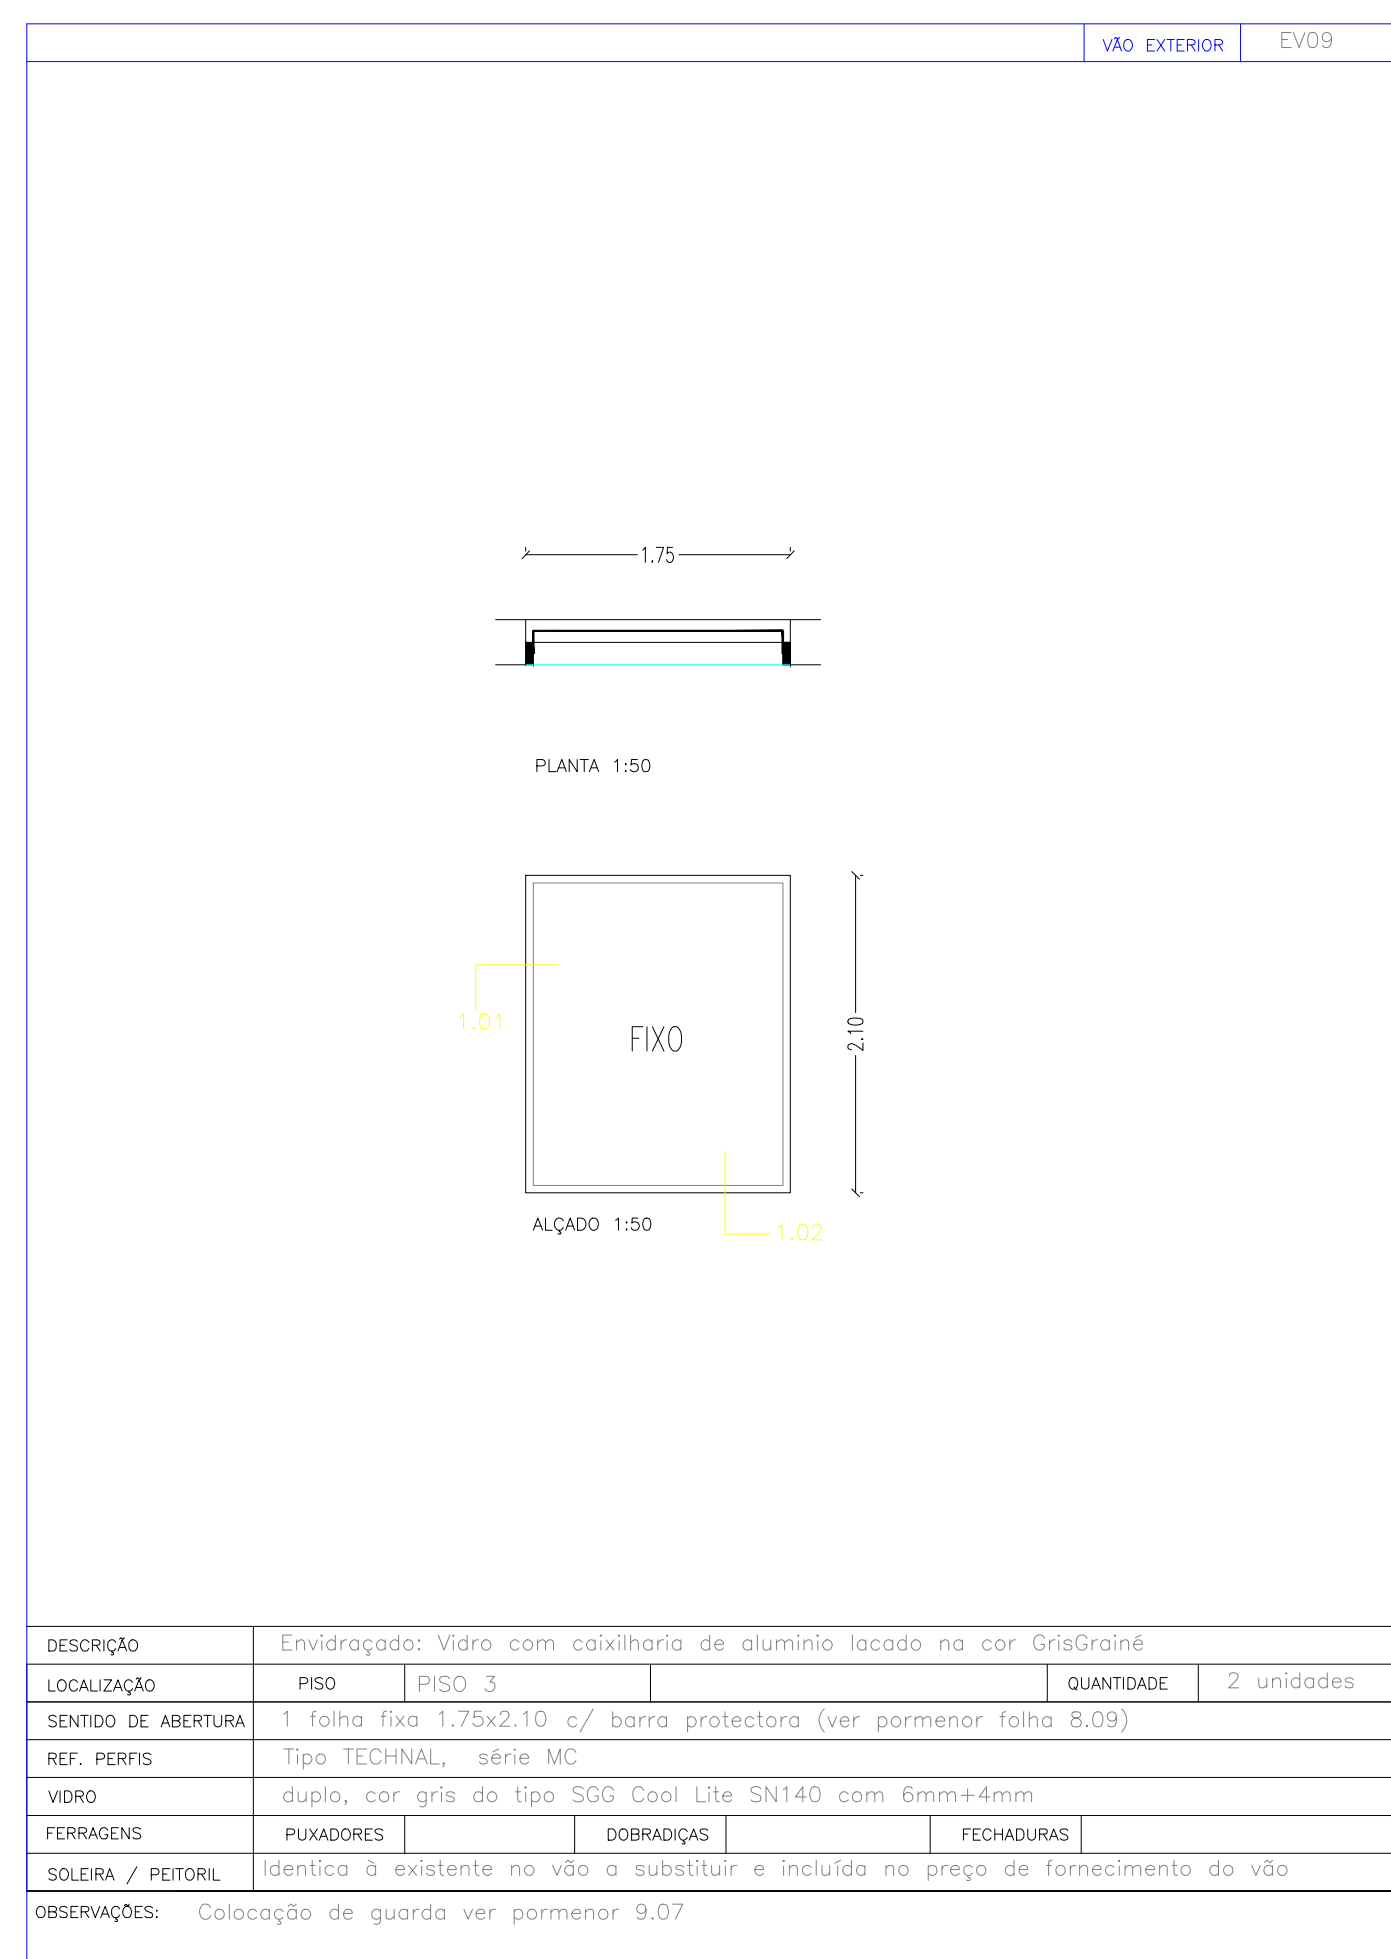 VÃO EXTERIOR EV09
1.75
PLANTA 1:50
1.01
FIXO
2.10
ALÇADO 1:50
1.02
DESCRIÇÃO Envidraçado: Vidro com caixilharia de aluminio lacado na cor GrisGrainé
LOCALIZAÇÃO PISO PISO 3 QUANTIDADE 2 unidades
SENTIDO DE ABERTURA 1 folha fixa 1.75x2.10 c/ barra protectora (ver pormenor folha 8.09)
REF. PERFIS Tipo TECHNAL, série MC
VIDRO duplo, cor gris do tipo SGG Cool Lite SN140 com 6mm+4mm
FERRAGENS PUXADORES DOBRADIÇAS FECHADURAS
SOLEIRA / PEITORIL Identica à existente no vão a substituir e incluída no preço de fornecimento do vão
OBSERVAÇÕES: Colocação de guarda ver pormenor 9.07